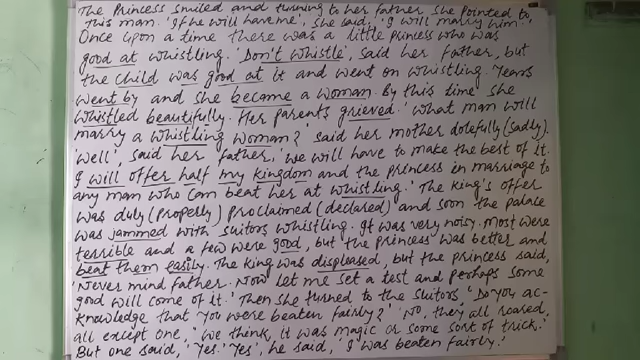 The Princess smiled and turning to her father she pointed to
this man. 'If he will have me', she said, 'I will marry him'.
Once upon a time there was a little princess who was
good at whistling. 'Don't whistle', said her father, but
the child was good at it and went on whistling. Years
went by and she became a woman. By this time she
whistled beautifully. Her parents grieved. 'What man will
marry a whistling woman? said her mother dolefully (sadly).
'Well', said her father, 'we will have to make the best of it.
I will offer half my kingdom and the princess in marriage to
any man who can beat her at whistling.' The King's offer
was duly (properly) proclaimed (declared) and soon the palace
was jammed with suitors whistling. It was very noisy. Most were
terrible and a few were good, but the princess was better and
beat them easily. The king was displeased, but the princess said,
'Never mind father. Now let me set a test and perhaps some
good will come of it.' Then she turned to the suitors, "Do you ac-
knowledge that you were beaten fairly?' 'No, they all roared,
all except one. 'We think, it was magic or some sort of trick.'
But one said, 'Yes.' 'Yes', he said, 'I was beaten fairly.'